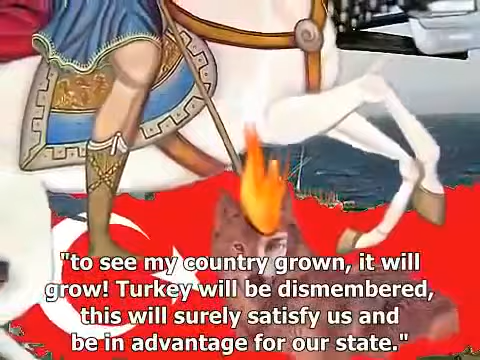 "to see my country grown, it will
grow! Turkey will be dismembered,
this will surely satisfy us and
be in advantage for our state."